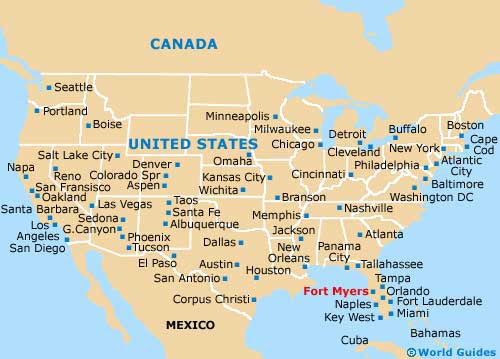 CANADA
Seattle
Portland
Boise
Minneapolis
Milwaukee
Chicago
Detroit
Cleveland
Buffalo
Boston
New York
Cape
Cod
Philadelphia
Atlantic
City
Baltimore
Washington DC
UNITED STATES
Salt Lake City
Napa
Reno
San Fransisco
Oakland
Denver
Colorado Spr
Aspen
Omaha
Kansas City
Wichita
Cincinnati
Branson
Nashville
Memphis
Santa Barbara
Las Vegas
Los
Angeles
San Diego
Sedona
G.Canyon
Phoenix
Tucson
Taos
Santa Fe
Albuquerque
El Paso
Dallas
Austin
San Antonio
Houston
Corpus Christi
Jackson
New
Orleans
Panama
City
Atlanta
Tallahassee
Tampa
Fort Myers
Orlando
Fort Lauderdale
Naples
Miami
Key West
MEXICO
Cuba
Bahamas
© World Guides